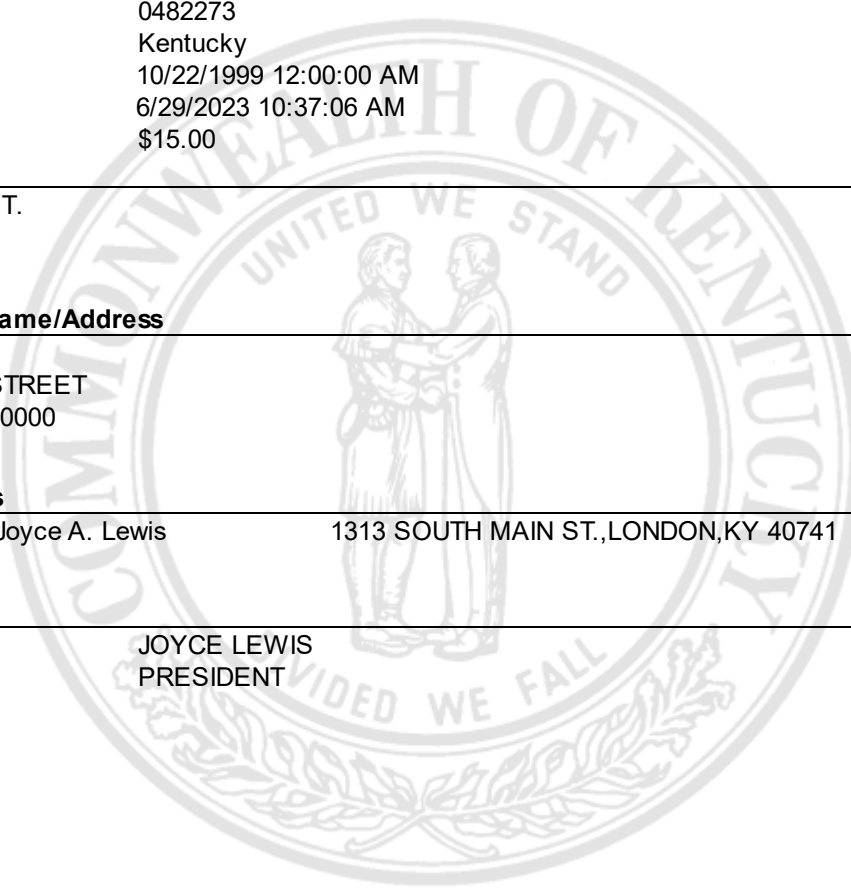 0482273
Kentucky
10/22/1999 12:00:00 AM
6/29/2023 10:37:06 AM
$15.00
T.
ame/Address
STREET
0000
s
Joyce A. Lewis 1313 SOUTH MAIN ST.,LONDON,KY 40741
JOYCE LEWIS
PRESIDENT
COMMONWEALTH OF KENTUCKY
UNITED WE STAND
DIVIDED WE FALL